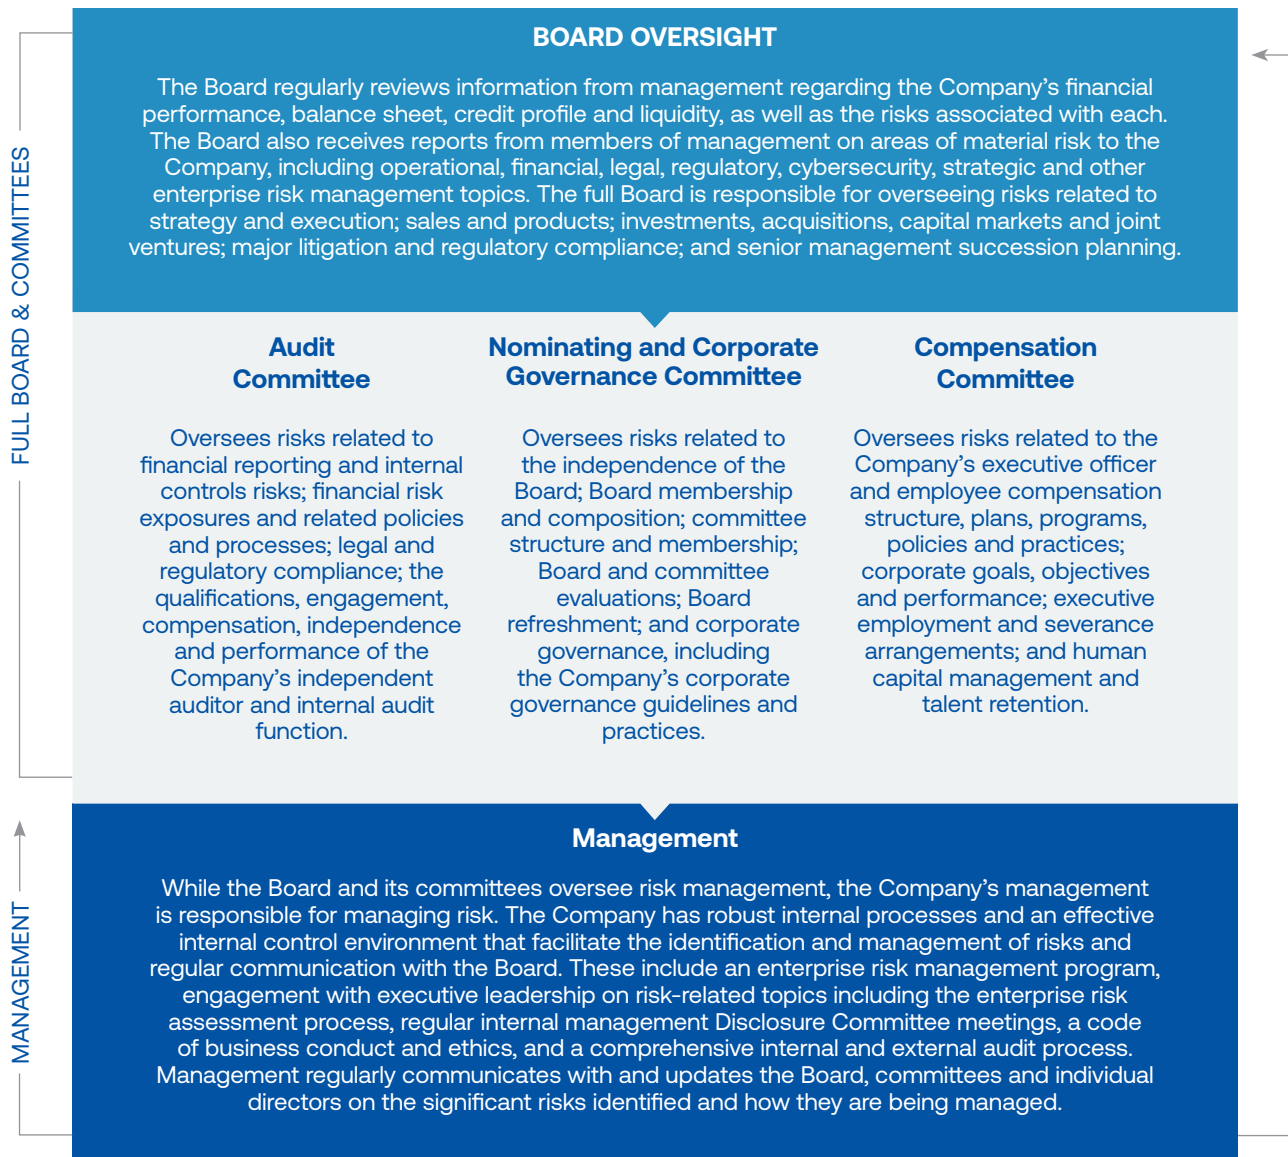 BOARD OVERSIGHT
The Board regularly reviews information from management regarding the Company's financial
performance, balance sheet, credit profile and liquidity, as well as the risks associated with each.
The Board also receives reports from members of management on areas of material risk to the
Company, including operational, financial, legal, regulatory, cybersecurity, strategic and other
enterprise risk management topics. The full Board is responsible for overseeing risks related to
strategy and execution; sales and products; investments, acquisitions, capital markets and joint
ventures; major litigation and regulatory compliance; and senior management succession planning.
FULL BOARD & COMMITTEES
Audit
Committee
Oversees risks related to
financial reporting and internal
controls risks; financial risk
exposures and related policies
and processes; legal and
regulatory compliance; the
qualifications, engagement,
compensation, independence
and performance of the
Company's independent
auditor and internal audit
function.
Nominating and Corporate
Governance Committee
Oversees risks related to
the independence of the
Board; Board membership
and composition; committee
structure and membership;
Board and committee
evaluations; Board
refreshment; and corporate
governance, including
the Company's corporate
governance guidelines and
practices.
Compensation
Committee
Oversees risks related to the
Company's executive officer
and employee compensation
structure, plans, programs,
policies and practices;
corporate goals, objectives
and performance; executive
employment and severance
arrangements; and human
capital management and
talent retention.
MANAGEMENT
Management
While the Board and its committees oversee risk management, the Company's management
is responsible for managing risk. The Company has robust internal processes and an effective
internal control environment that facilitate the identification and management of risks and
regular communication with the Board. These include an enterprise risk management program,
engagement with executive leadership on risk-related topics including the enterprise risk
assessment process, regular internal management Disclosure Committee meetings, a code
of business conduct and ethics, and a comprehensive internal and external audit process.
Management regularly communicates with and updates the Board, committees and individual
directors on the significant risks identified and how they are being managed.